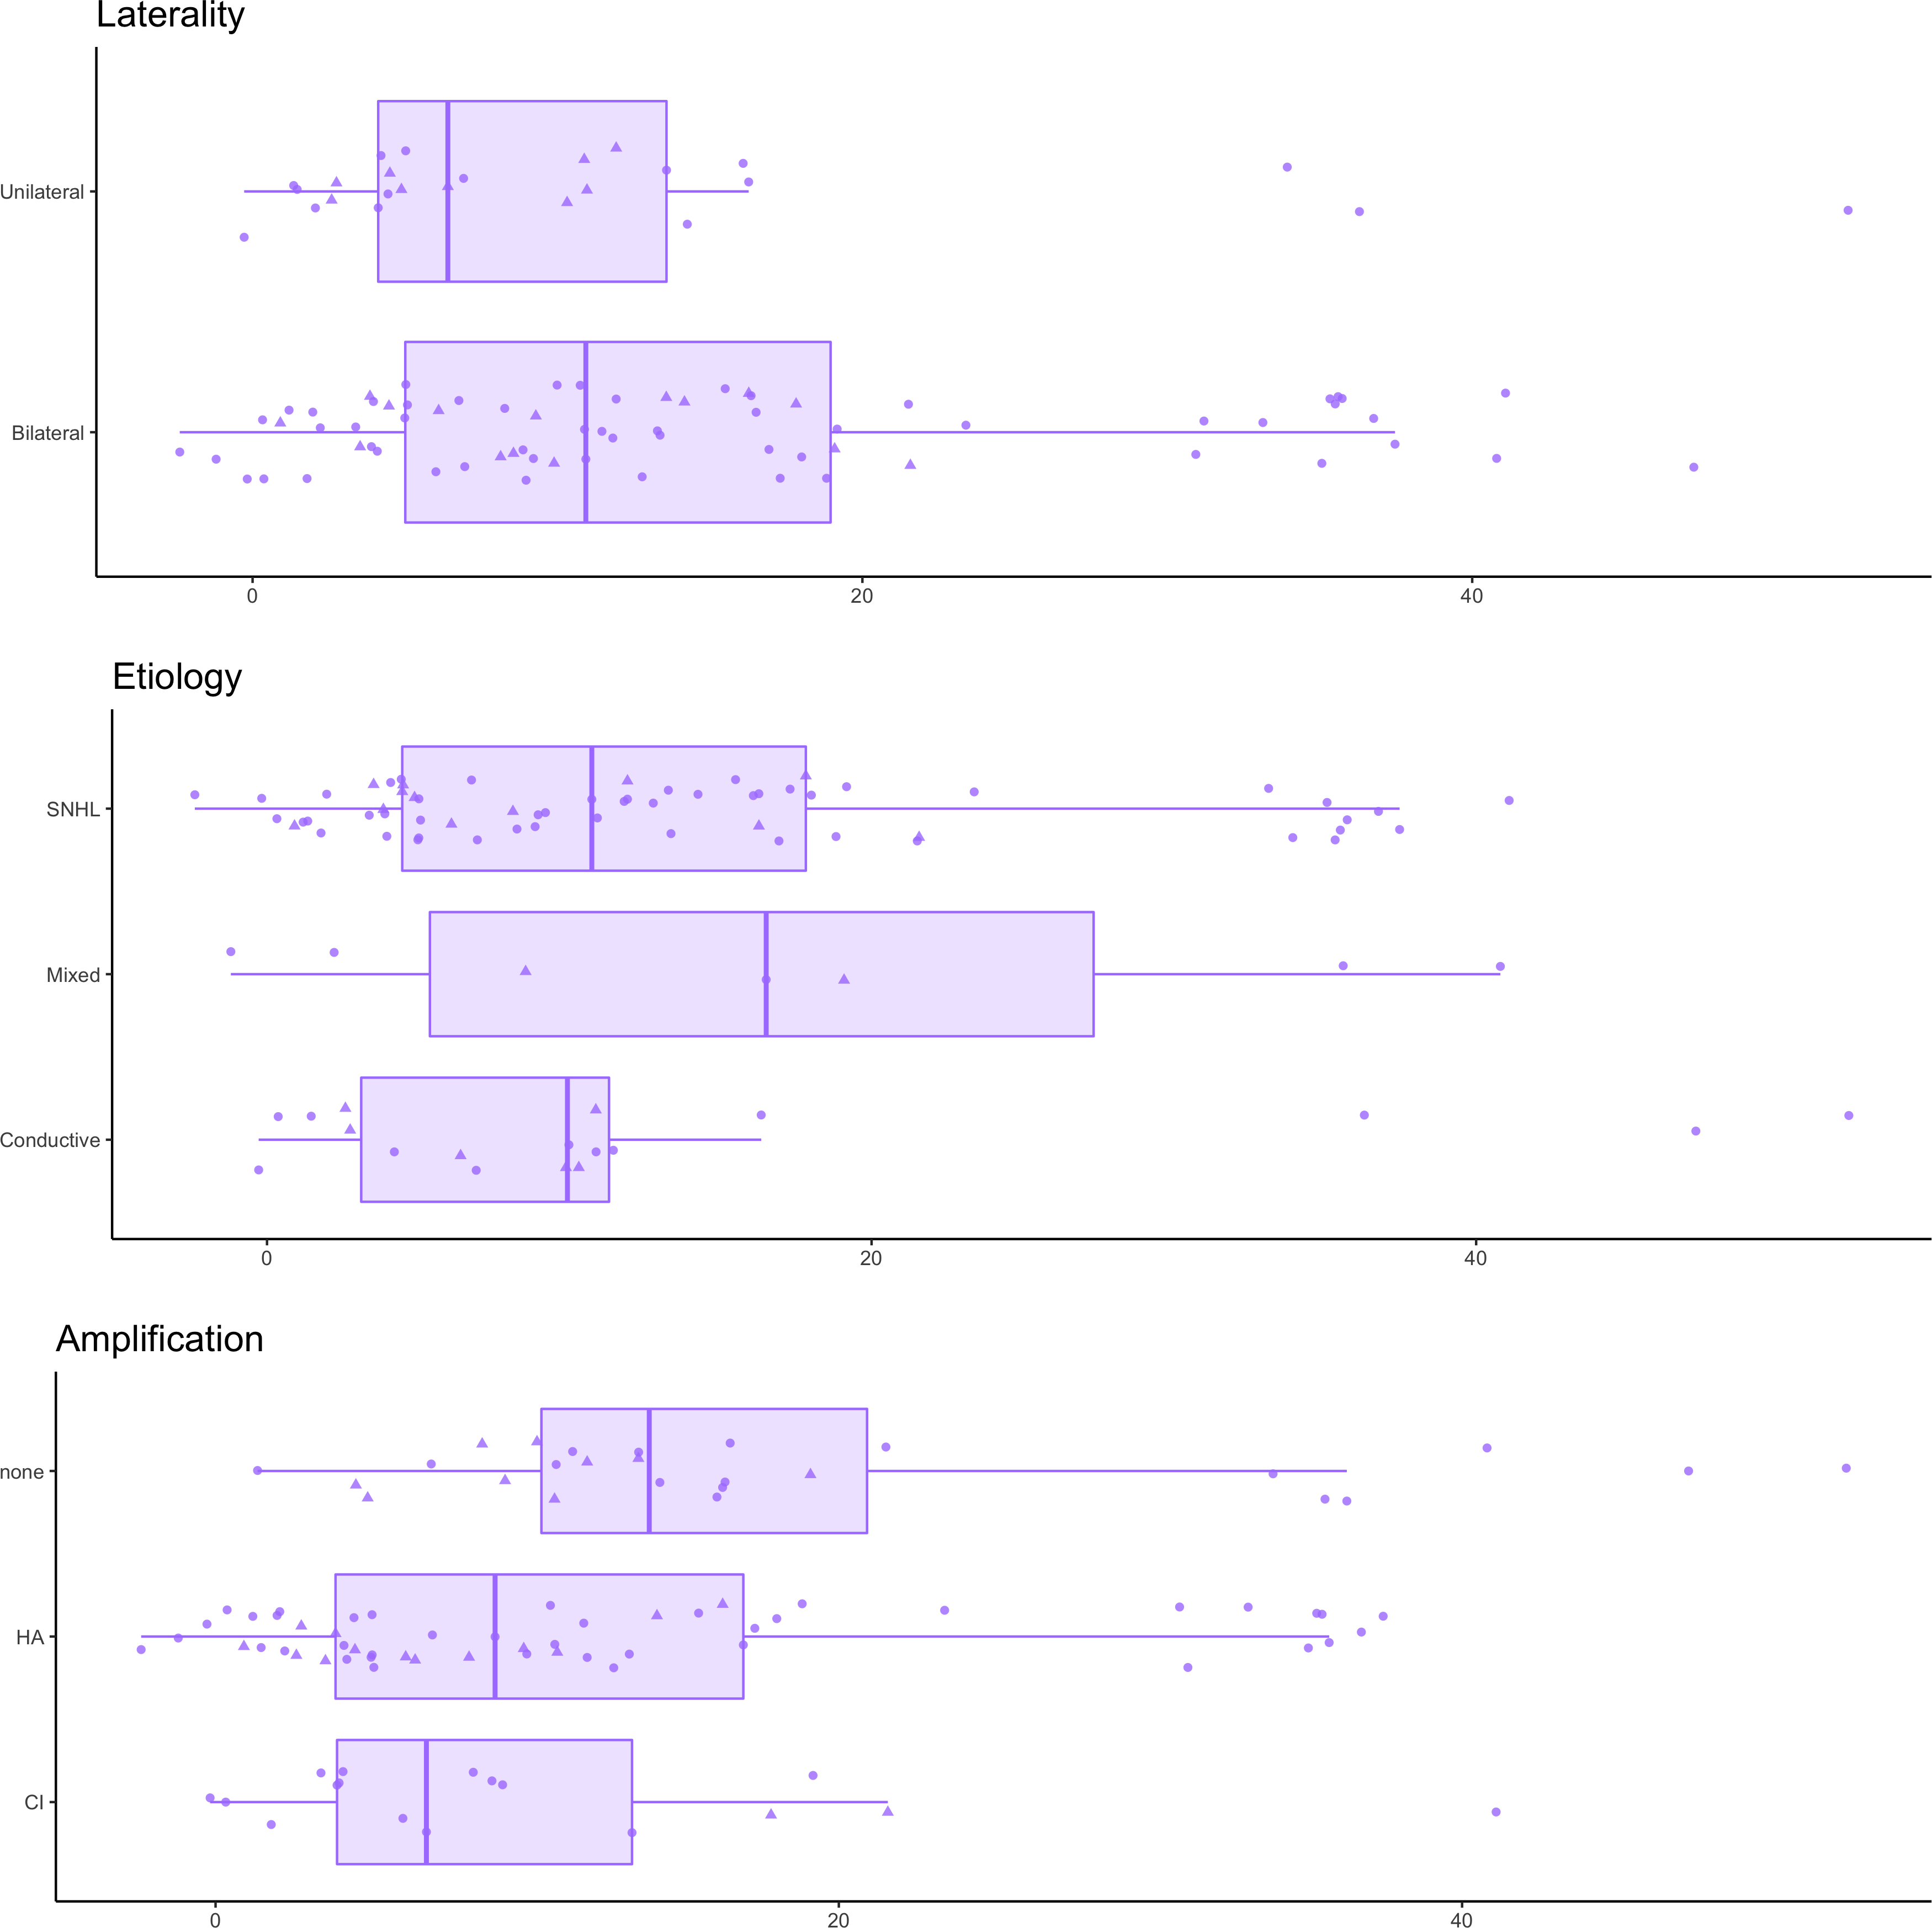 Laterality
Unilateral
Bilateral
0 20 40
Etiology
SNHL
Mixed
Conductive
0 20 40
Amplification
none
HA
CI
0 20 40